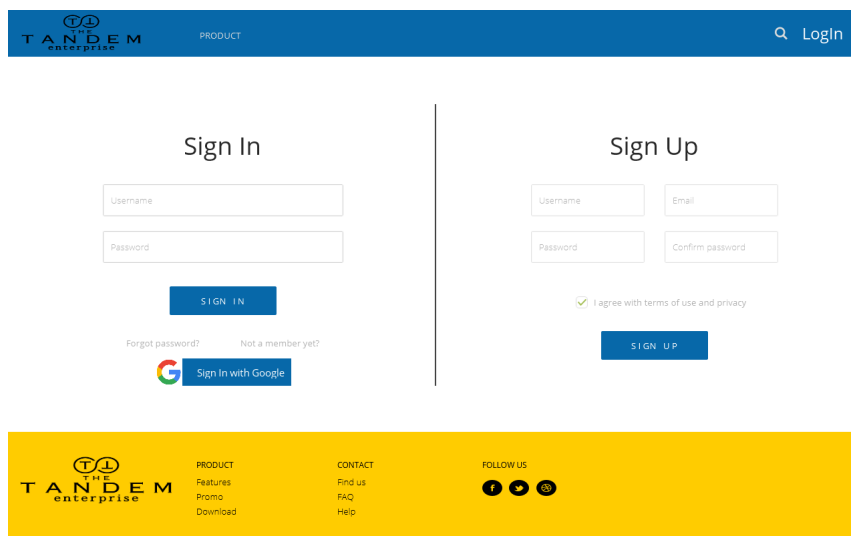 TT
THE
TANDEM
enterprise
PRODUCT
LogIn
Sign In
Username
Password
SIGN IN
Forgot password? Not a member yet?
G Sign In with Google
Sign Up
Username Email
Password Confirm password
I agree with terms of use and privacy
SIGN UP
TT
THE
TANDEM
enterprise
PRODUCT
Features
Promo
Download
CONTACT
Find us
FAQ
Help
FOLLOW US
f